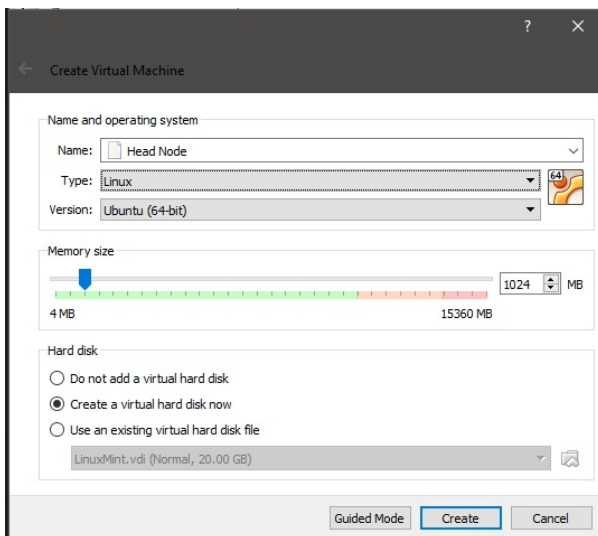 ?
Create Virtual Machine
Name and operating system
Name: Head Node
Type: Linux
64
Version: Ubuntu (64-bit)
Memory size
1024 MB
4 MB 15360 MB
Hard disk
Do not add a virtual hard disk
Create a virtual hard disk now
Use an existing virtual hard disk file
LinuxMint.vdi (Normal, 20.00 GB)
Guided Mode Create Cancel